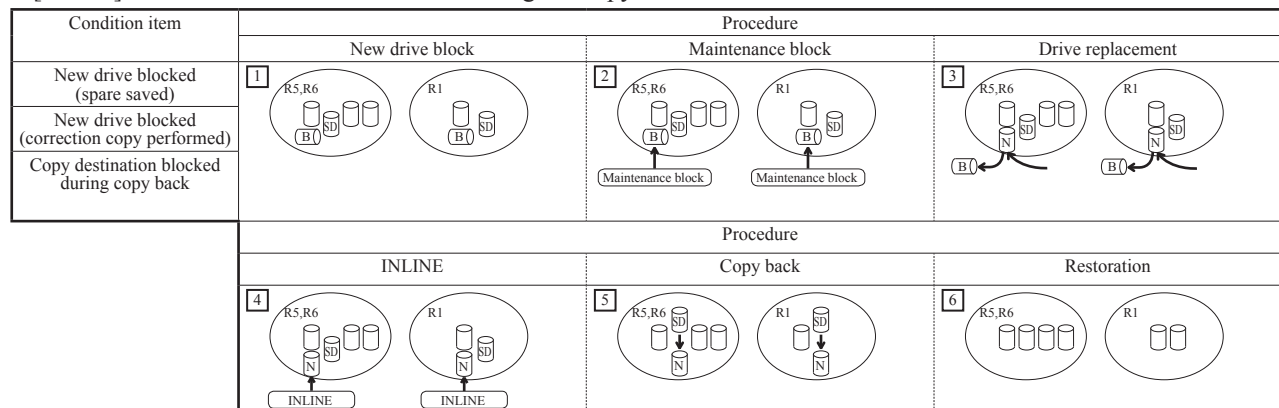 Condition item
Procedure
New drive block
Maintenance block
Drive replacement
New drive blocked
(spare saved)
New drive blocked
(correction copy performed)
Copy destination blocked
during copy back
1
R5,R6
SD
B
R1
SD
B
2
R5,R6
SD
B
Maintenance block
R1
SD
B
Maintenance block
3
R5,R6
SD
N
B
R1
SD
N
B
Procedure
INLINE
Copy back
Restoration
4
R5,R6
SD
N
INLINE
R1
SD
N
INLINE
5
R5,R6
SD
N
R1
SD
N
6
R5,R6
R1